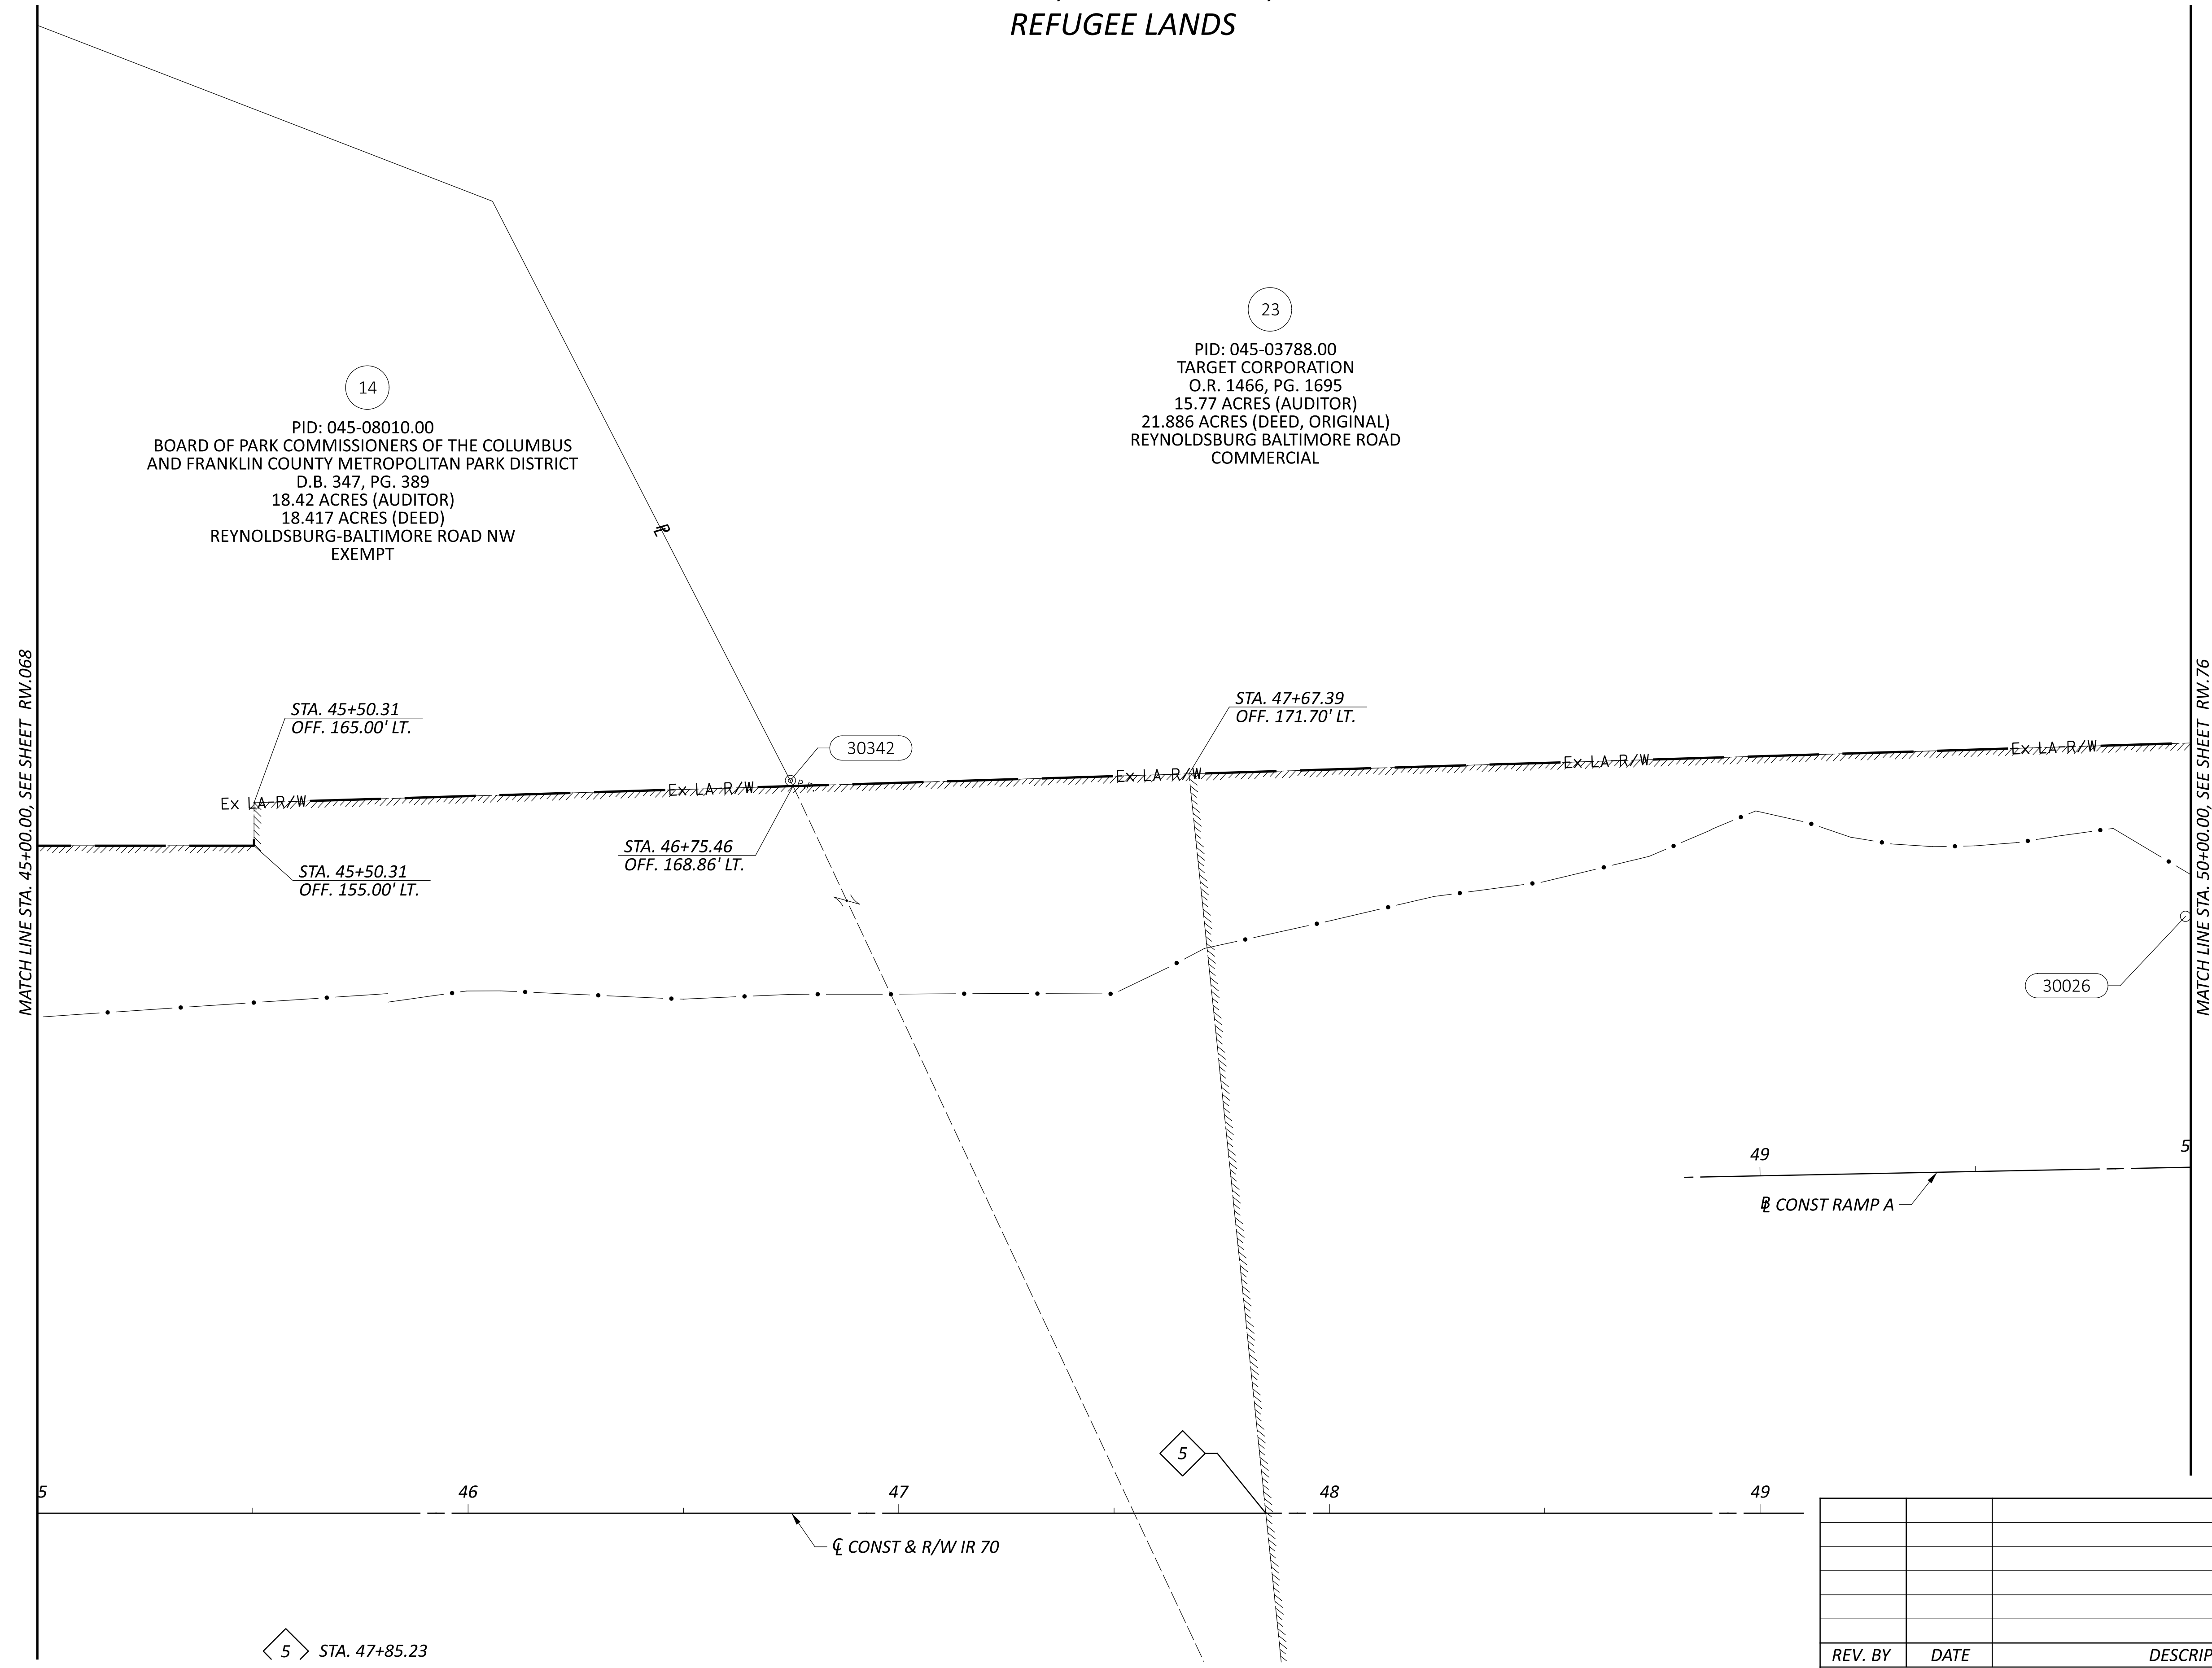 REFUGEE LANDS
23
PID: 045-03788.00
TARGET CORPORATION
O.R. 1466, PG. 1695
15.77 ACRES (AUDITOR)
21.886 ACRES (DEED, ORIGINAL)
REYNOLDSBURG BALTIMORE ROAD
COMMERCIAL
14
PID: 045-08010.00
BOARD OF PARK COMMISSIONERS OF THE COLUMBUS
AND FRANKLIN COUNTY METROPOLITAN PARK DISTRICT
D.B. 347, PG. 389
18.42 ACRES (AUDITOR)
18.417 ACRES (DEED)
REYNOLDSBURG-BALTIMORE ROAD NW
EXEMPT
PL
MATCH LINE STA. 45+00.00, SEE SHEET RW.068
MATCH LINE STA. 50+00.00, SEE SHEET RW.76
STA. 45+50.31
OFF. 165.00' LT.
STA. 47+67.39
OFF. 171.70' LT.
30342
Ex LA-R/W
Ex LA-R/W
Ex LA-R/W
Ex LA-R/W
Ex LA-R/W
STA. 46+75.46
OFF. 168.86' LT.
STA. 45+50.31
OFF. 155.00' LT.
30026
49
5
BL CONST RAMP A
5
5
46
47
48
49
CL CONST & R/W IR 70
5 STA. 47+85.23
REV. BY
DATE
DESCRIP